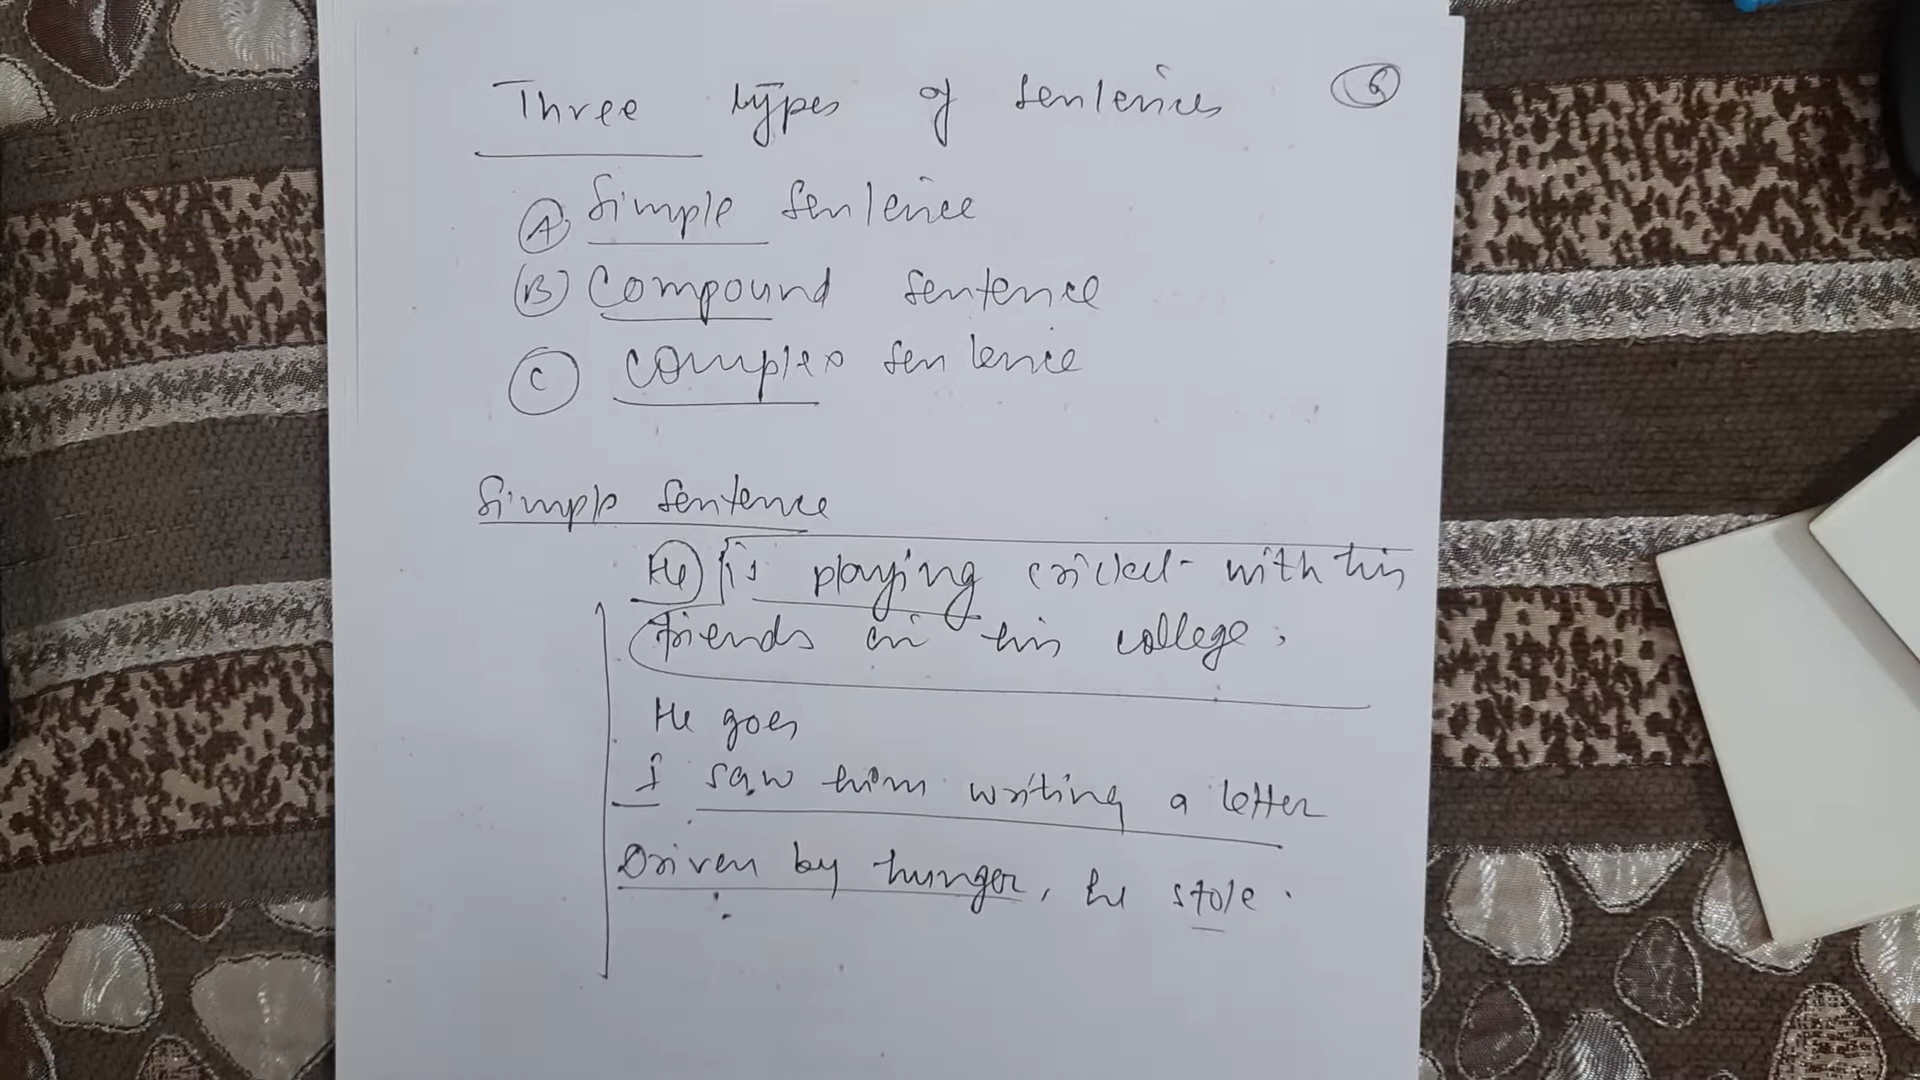 Three types of sentences 6
A Simple sentence
B Compound sentence
C Complex sentence
Simple sentence
He is playing cricket with his
friends in his college.
He goes
I saw him writing a letter
Driven by hunger, he stole.